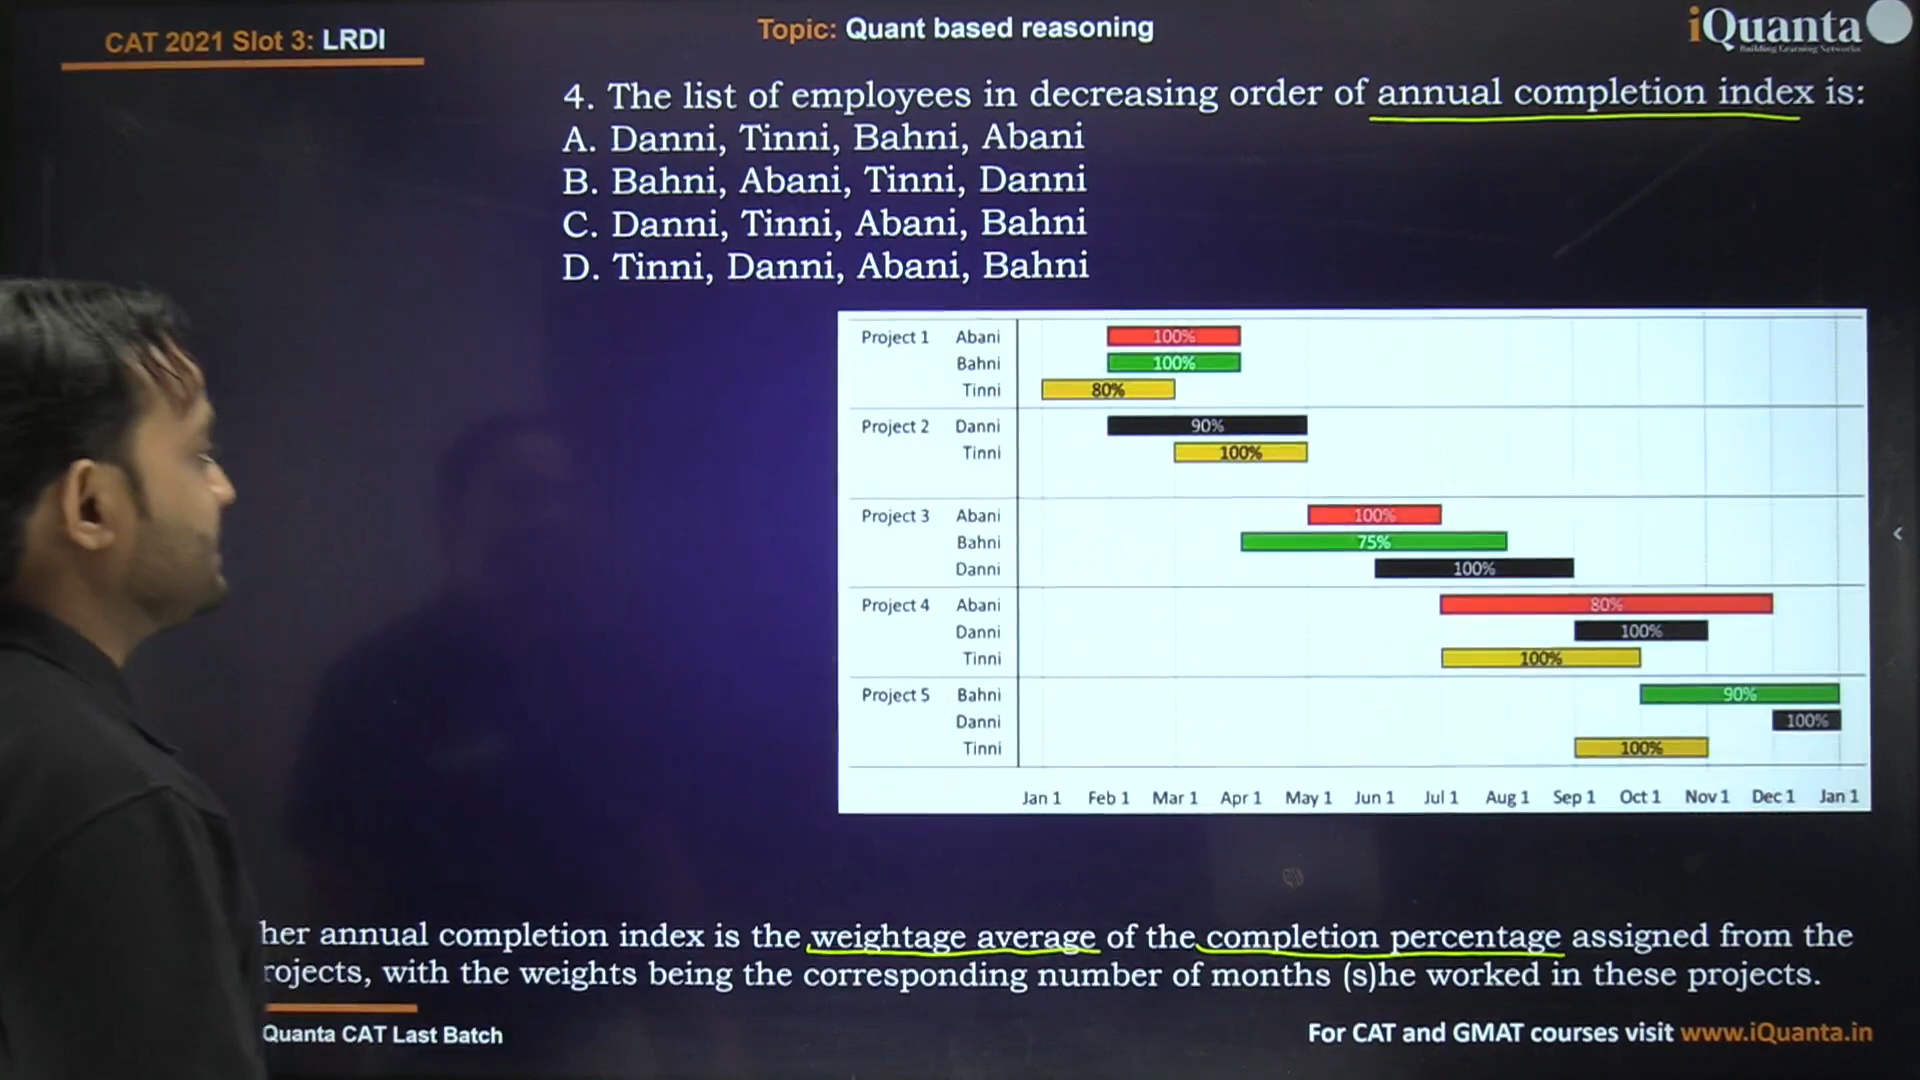 CAT 2021 Slot 3: LRDI
Topic: Quant based reasoning
iQuanta
Building Learning Networks
4. The list of employees in decreasing order of annual completion index is:
A. Danni, Tinni, Bahni, Abani
B. Bahni, Abani, Tinni, Danni
C. Danni, Tinni, Abani, Bahni
D. Tinni, Danni, Abani, Bahni
Project 1 Abani 100%
Bahni 100%
Tinni 80%
Project 2 Danni 90%
Tinni 100%
Project 3 Abani 100%
Bahni 75%
Danni 100%
Project 4 Abani 80%
Danni 100%
Tinni 100%
Project 5 Bahni 90%
Danni 100%
Tinni 100%
Jan 1 Feb 1 Mar 1 Apr 1 May 1 Jun 1 Jul 1 Aug 1 Sep 1 Oct 1 Nov 1 Dec 1 Jan 1
her annual completion index is the weightage average of the completion percentage assigned from the
rojects, with the weights being the corresponding number of months (s)he worked in these projects.
Quanta CAT Last Batch
For CAT and GMAT courses visit www.iQuanta.in